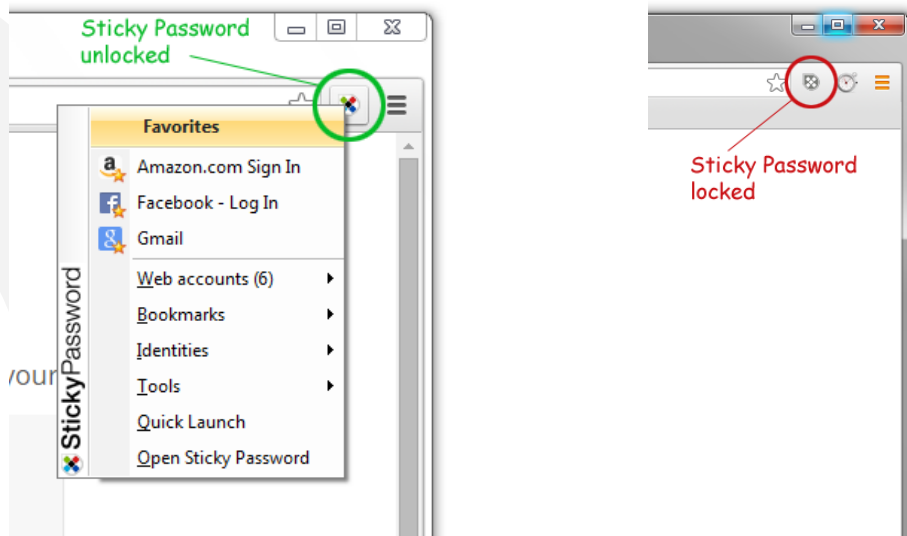 Sticky Password
unlocked
Favorites
Amazon.com Sign In
Facebook - Log In
Gmail
Web accounts (6)
Bookmarks
Identities
Tools
Quick Launch
Open Sticky Password
StickyPassword
your
Sticky Password
locked